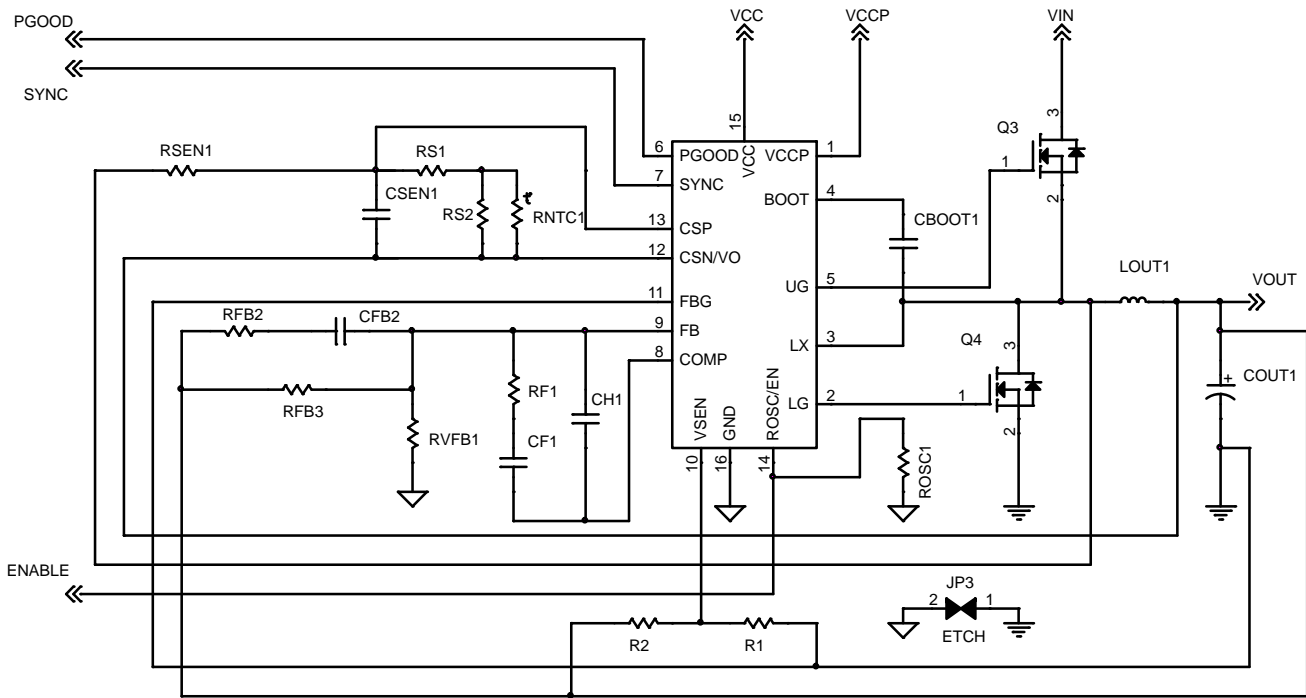 PGOOD
VCC
VCCP
VIN
SYNC
15
3
Q3
RSEN1
RS1
6
PGOOD
VCC
VCCP
1
1
7
SYNC
CSEN1
4
BOOT
2
RS2
t°
RNTC1
13
CSP
CBOOT1
12
CSN/VO
LOUT1
5
UG
VOUT
11
FBG
RFB2
CFB2
9
FB
3
LX
Q4
3
8
COMP
RF1
COUT1
+
RFB3
CH1
2
LG
1
VSEN
GND
ROSC/EN
2
RVFB1
CF1
10
16
14
ROSC1
ENABLE
JP3
2
1
ETCH
R2
R1